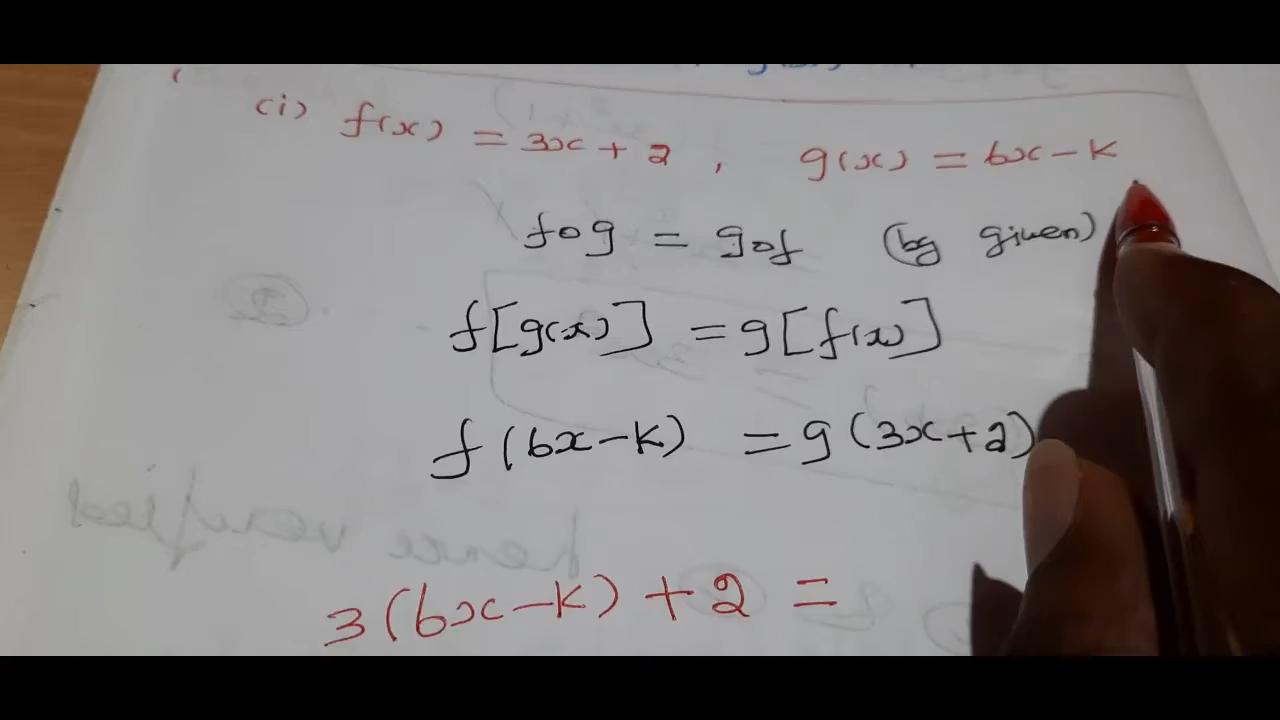 (i) f(x) = 3x + 2 , g(x) = 6x - k
fog = gof (by given)
f[g(x)] = g[f(x)]
f(6x - k) = g(3x + 2)
3(6x - k) + 2 =